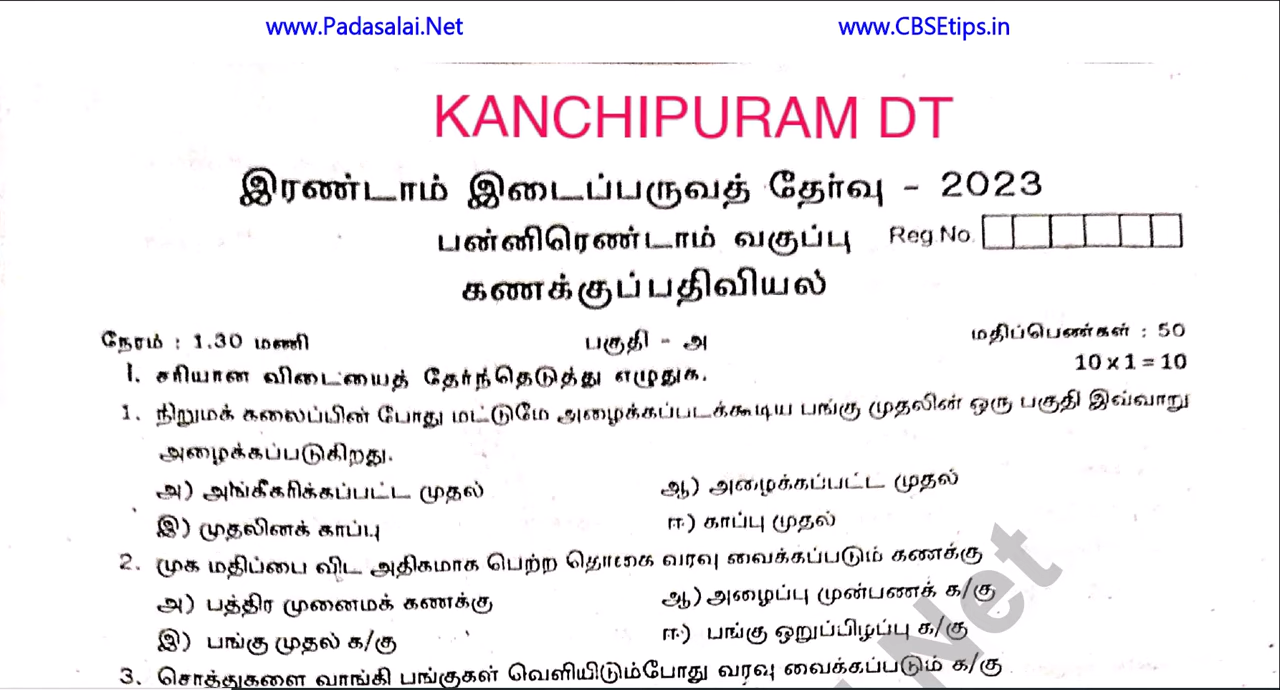 www.Padasalai.Net www.CBSEtips.in
KANCHIPURAM DT
இரண்டாம் இடைப்பருவத் தேர்வு - 2023
பன்னிரெண்டாம் வகுப்பு Reg.No.
கணக்குப்பதிவியல்
நேரம் : 1.30 மணி பகுதி - அ மதிப்பெண்கள் : 50
10 x 1 = 10
I. சரியான விடையைத் தேர்ந்தெடுத்து எழுதுக.
1. நிறுமக் கலைப்பின் போது மட்டுமே அழைக்கப்படக்கூடிய பங்கு முதலின் ஒரு பகுதி இவ்வாறு
அழைக்கப்படுகிறது.
அ) அங்கீகரிக்கப்பட்ட முதல் ஆ) அழைக்கப்பட்ட முதல்
இ) முதலினக் காப்பு ஈ) காப்பு முதல்
2. முக மதிப்பை விட அதிகமாக பெற்ற தொகை வரவு வைக்கப்படும் கணக்கு
அ) பத்திர முனைமக் கணக்கு ஆ) அழைப்பு முன்பணக் க/கு
இ) பங்கு முதல் க/கு ஈ) பங்கு ஒறுப்பிழப்பு க/கு
3. சொத்துகளை வாங்கி பங்குகள் வெளியிடும்போது வரவு வைக்கப்படும் க/கு
.Net